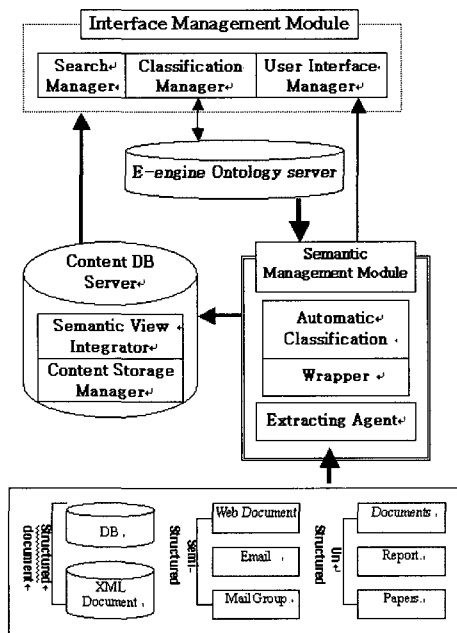 Interface Management Module
Search Manager
Classification Manager
User Interface Manager
E-engine Ontology server
Content DB Server
Semantic View Integrator
Content Storage Manager
Semantic Management Module
Automatic Classification
Wrapper
Extracting Agent
Structured document
DB
XML Document
Semi-Structured
Web Document
Email
Mail Group
Un Structured
Documents
Report
Papers